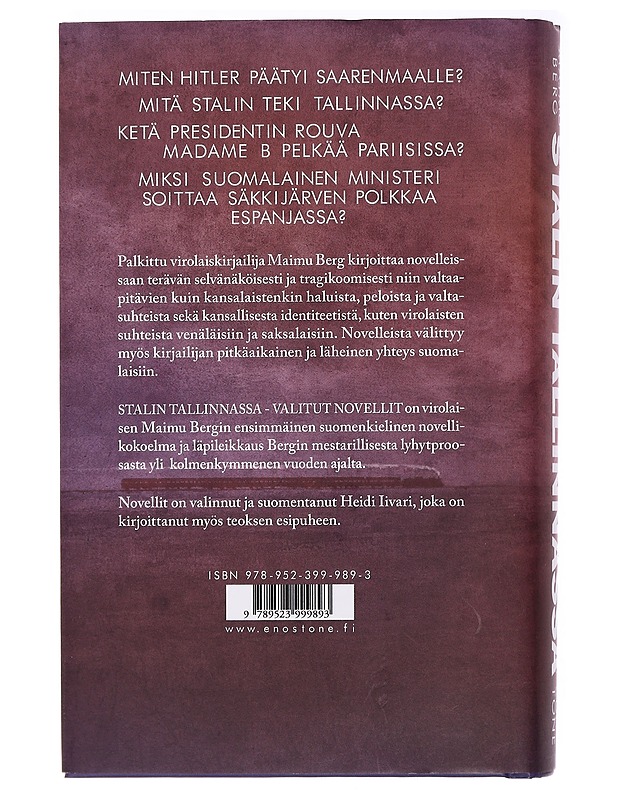 MITEN HITLER PÄÄTYI SAARENMAALLE?
MITÄ STALIN TEKI TALLINNASSA?
KETÄ PRESIDENTIN ROUVA
MADAME B PELKÄÄ PARIISISSA?
MIKSI SUOMALAINEN MINISTERI
SOITTAA SÄKKIJÄRVEN POLKKAA
ESPANJASSA?
Palkittu virolaiskirjailija Maimu Berg kirjoittaa novelleis-
saan terävän selvänäköisesti ja tragikoomisesti niin valtaa-
pitävien kuin kansalaistenkin haluista, peloista ja valta-
suhteista sekä kansallisesta identiteetistä, kuten virolaisten
suhteista venäläisiin ja saksalaisiin. Novelleista välittyy
myös kirjailijan pitkäaikainen ja läheinen yhteys suoma-
laisiin.
STALIN TALLINNASSA - VALITUT NOVELLIT on virolai-
sen Maimu Bergin ensimmäinen suomenkielinen novelli-
kokoelma ja läpileikkaus Bergin mestarillisesta lyhytproo-
sasta yli kolmenkymmenen vuoden ajalta.
Novellit on valinnut ja suomentanut Heidi Iivari, joka on
kirjoittanut myös teoksen esipuheen.
ISBN 978-952-399-989-3
9 789523 999893
www.enostone.fi
BERG
STALIN TALLINNASSA
TONE